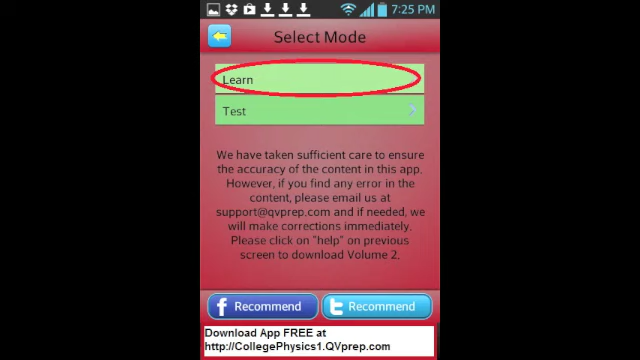 7:25 PM
Select Mode
Learn
Test
We have taken sufficient care to ensure
the accuracy of the content in this app.
However, if you find any error in the
content, please email us at
support@qvprep.com and if needed, we
will make corrections immediately.
Please click on "help" on previous
screen to download Volume 2.
Recommend
Recommend
Download App FREE at
http://CollegePhysics1.QVprep.com